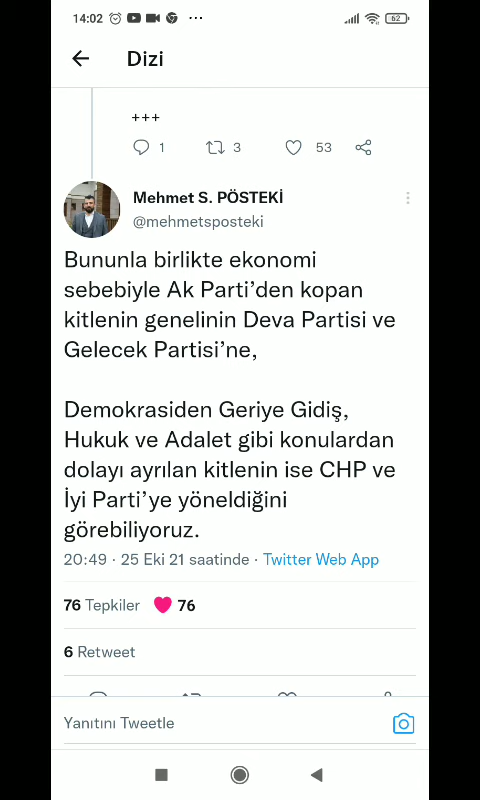 14:02 62
Dizi
+++
1 3 53
Mehmet S. PÖSTEKİ
@mehmetsposteki
Bununla birlikte ekonomi
sebebiyle Ak Parti’den kopan
kitlenin genelinin Deva Partisi ve
Gelecek Partisi’ne,
Demokrasiden Geriye Gidiş,
Hukuk ve Adalet gibi konulardan
dolayı ayrılan kitlenin ise CHP ve
İyi Parti’ye yöneldiğini
görebiliyoruz.
20:49 · 25 Eki 21 saatinde · Twitter Web App
76 Tepkiler 76
6 Retweet
Yanıtını Tweetle